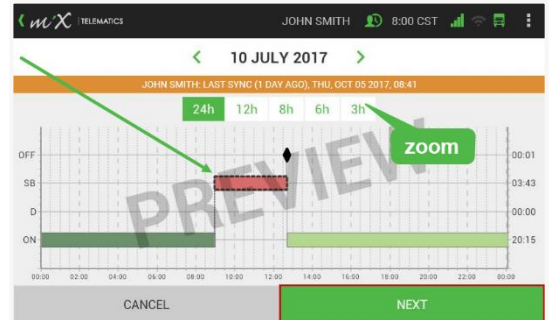 mix TELEMATICS JOHN SMITH 8:00 CST
10 JULY 2017
JOHN SMITH: LAST SYNC (1 DAY AGO), THU, OCT 05 2017, 08:41
24h 12h 8h 6h 3h
zoom
PREVIEW
OFF 00:01
SB 03:43
D 00:00
ON 20:15
00:00 02:00 04:00 06:00 08:00 10:00 12:00 14:00 16:00 18:00 20:00 22:00 00:00
CANCEL NEXT